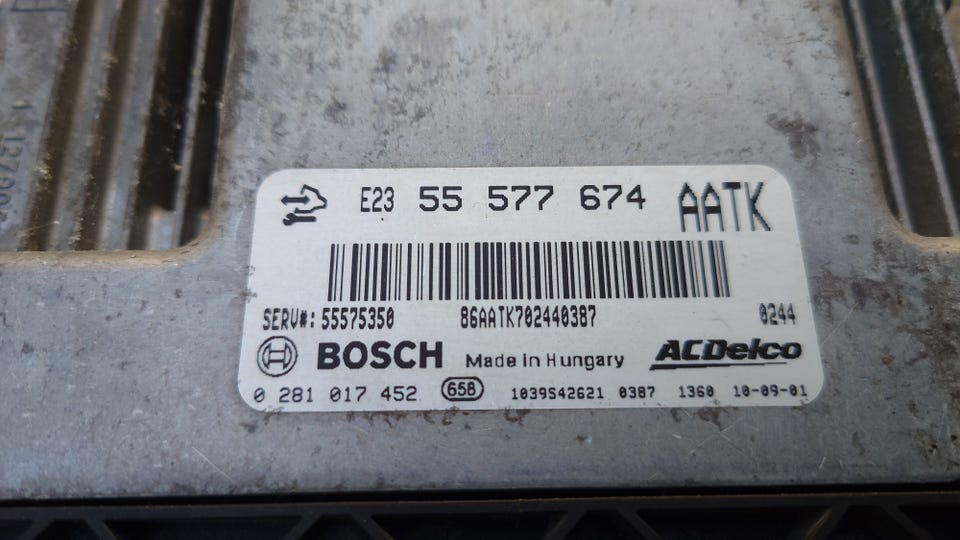 E23 55 577 674 AATK
SERV#: 55575350 86AATK702440387 0244
BOSCH Made in Hungary ACDelco
0 281 017 452 658 1039S42621 0387 1360 10-09-01